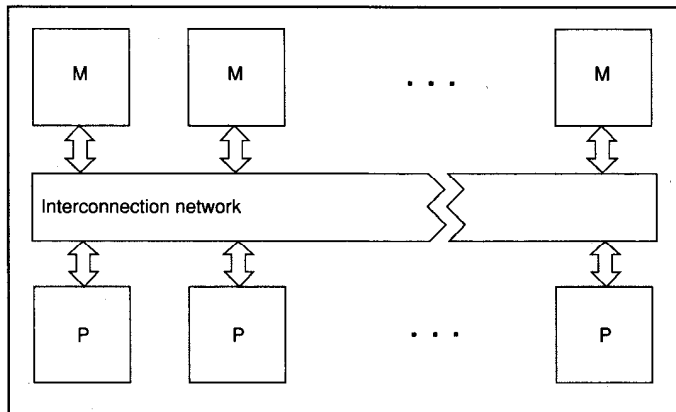 M M . . . M
Interconnection network
P P . . . P